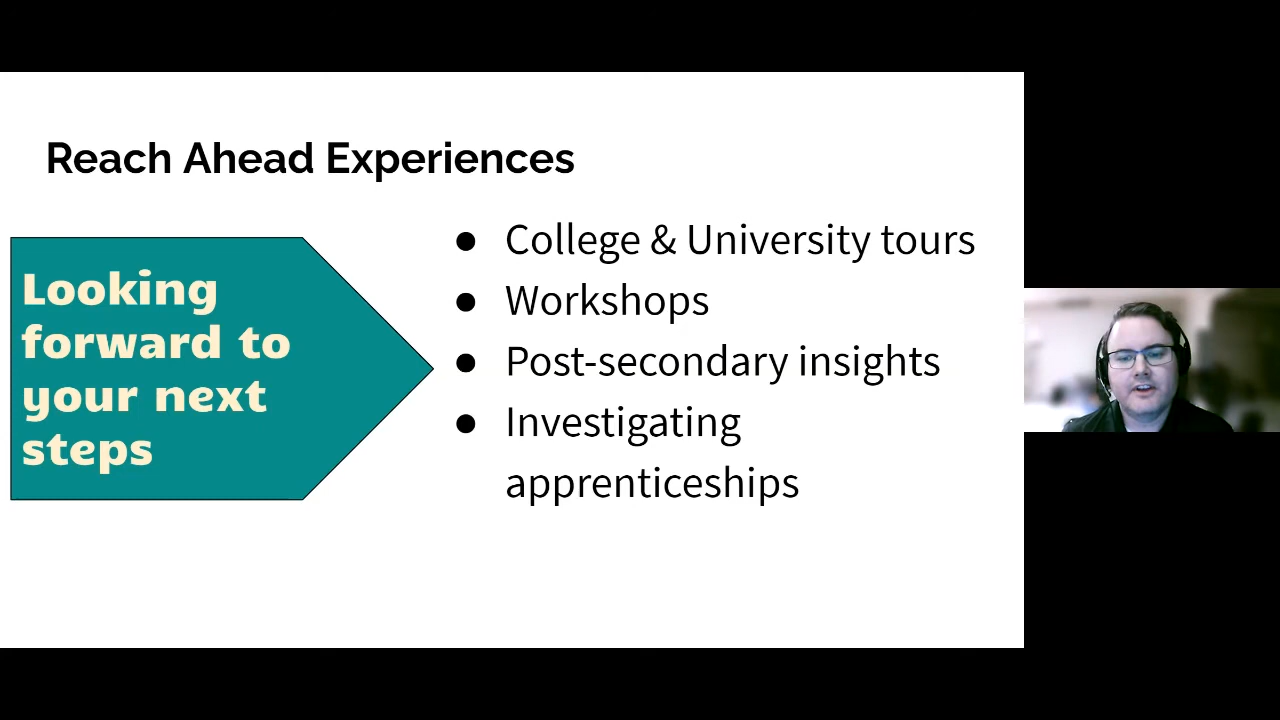 Reach Ahead Experiences
Looking
forward to
your next
steps
● College & University tours
● Workshops
● Post-secondary insights
● Investigating
apprenticeships